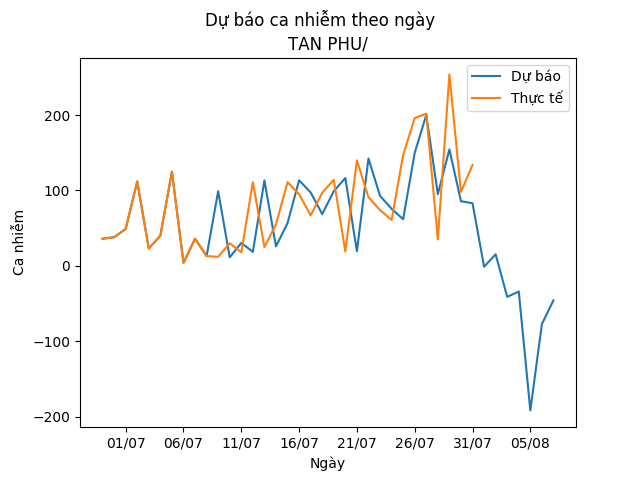 Dự báo ca nhiễm theo ngày
TAN PHU/
Dự báo
Thực tế
Ca nhiễm
200
100
0
−100
−200
01/07 06/07 11/07 16/07 21/07 26/07 31/07 05/08
Ngày